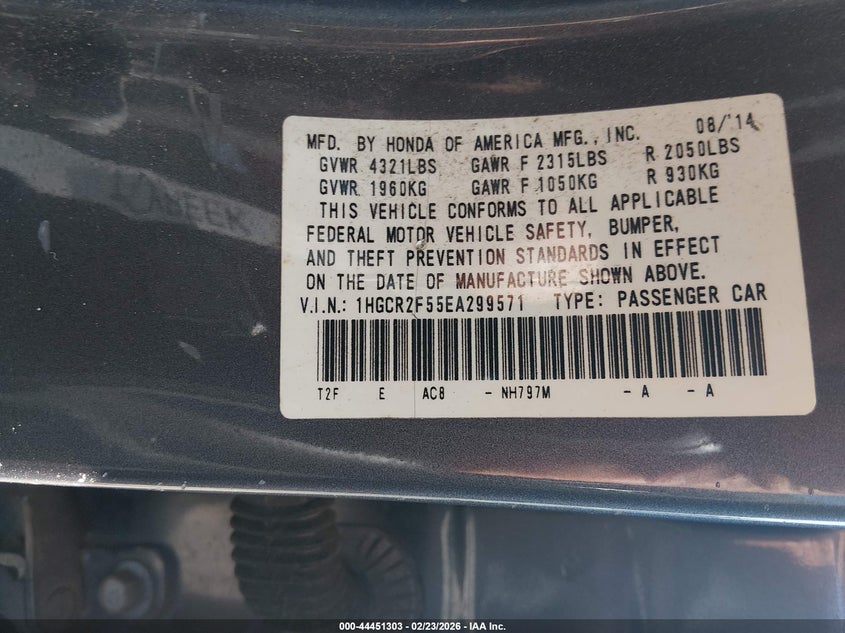 MFD. BY HONDA OF AMERICA MFG., INC. 08/'14
GVWR 4321LBS GAWR F 2315LBS R 2050LBS
GVWR 1960KG GAWR F 1050KG R 930KG
THIS VEHICLE CONFORMS TO ALL APPLICABLE
FEDERAL MOTOR VEHICLE SAFETY, BUMPER,
AND THEFT PREVENTION STANDARDS IN EFFECT
ON THE DATE OF MANUFACTURE SHOWN ABOVE.
V.I.N.: 1HGCR2F55EA299571 TYPE: PASSENGER CAR
T2F E AC8 - NH797M - A - A
000-44451303 - 02/23/2026 - IAA Inc.